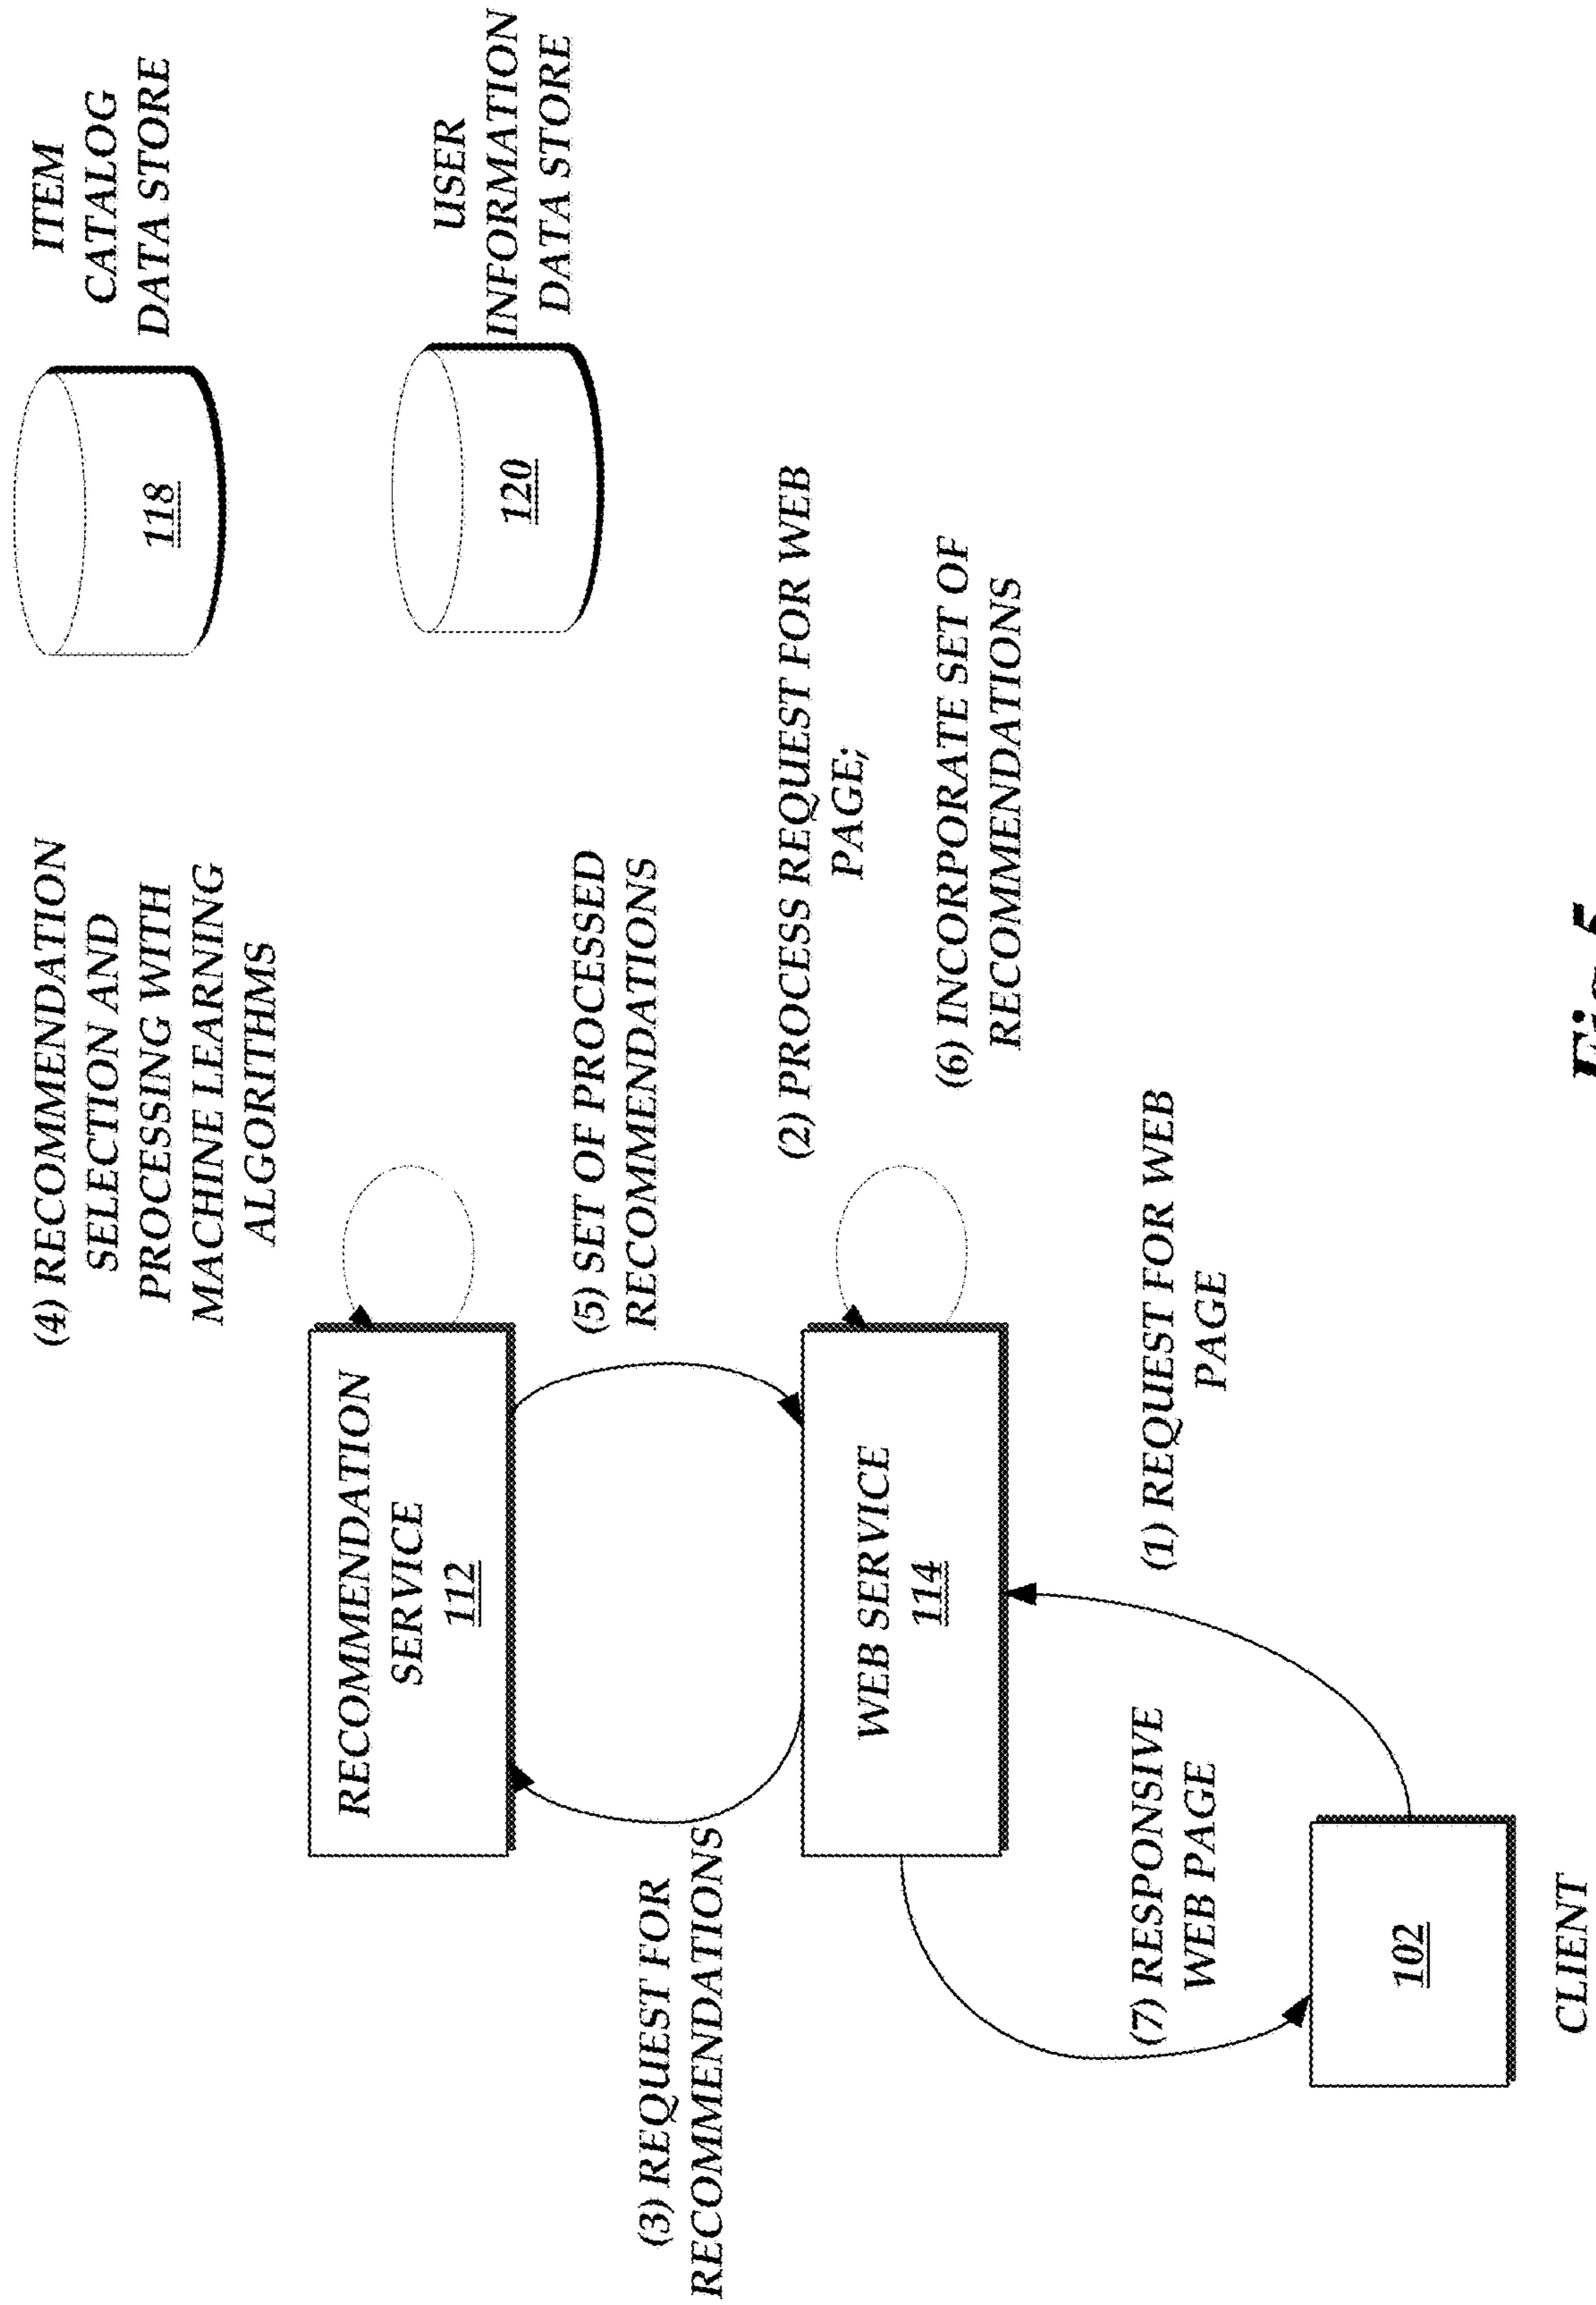 (4) RECOMMENDATION
SELECTION AND
PROCESSING WITH
MACHINE LEARNING
ALGORITHMS
ITEM
CATALOG
DATA STORE
118
RECOMMENDATION
SERVICE
112
USER
INFORMATION
DATA STORE
120
(3) REQUEST FOR
RECOMMENDATIONS
(5) SET OF PROCESSED
RECOMMENDATIONS
WEB SERVICE
114
(2) PROCESS REQUEST FOR WEB
PAGE;
(6) INCORPORATE SET OF
RECOMMENDATIONS
(7) RESPONSIVE
WEB PAGE
(1) REQUEST FOR WEB
PAGE
102
CLIENT